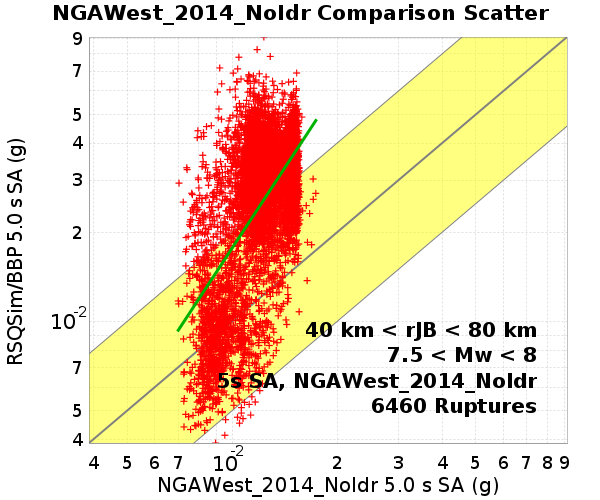 NGAWest_2014_NoIdr Comparison Scatter
9
7
5
4
3
2
10-2
7
5
4
RSQSim/BBP 5.0 s SA (g)
40 km < rJB < 80 km
7.5 < Mw < 8
5s SA, NGAWest_2014_NoIdr
6460 Ruptures
4 5 6 7 10-2 2 3 4 5 6 7 8 9
NGAWest_2014_NoIdr 5.0 s SA (g)